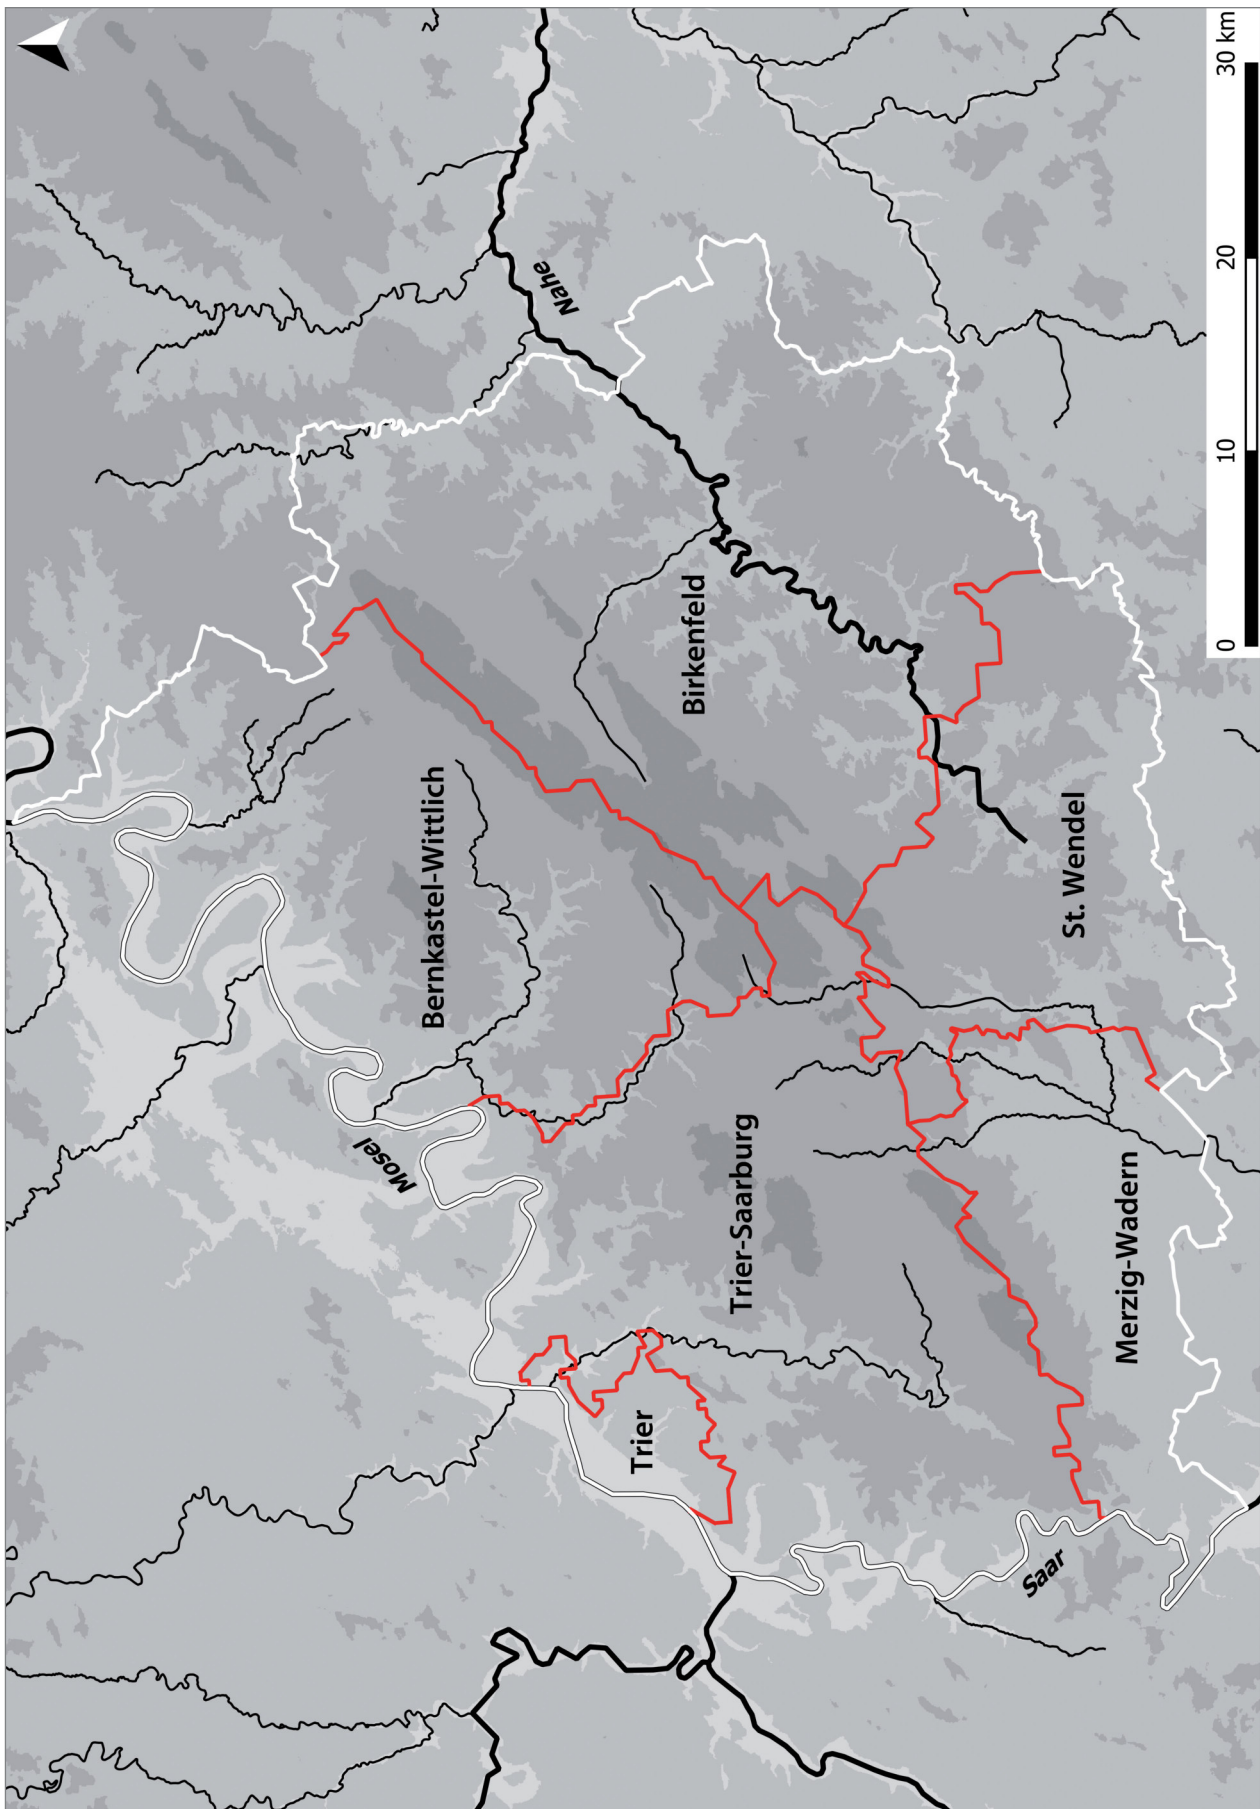 Mosel
Bernkastel-Wittlich
Nahe
Birkenfeld
Trier
Trier-Saarburg
Saar
Merzig-Wadern
St. Wendel
0 10 20 30 km